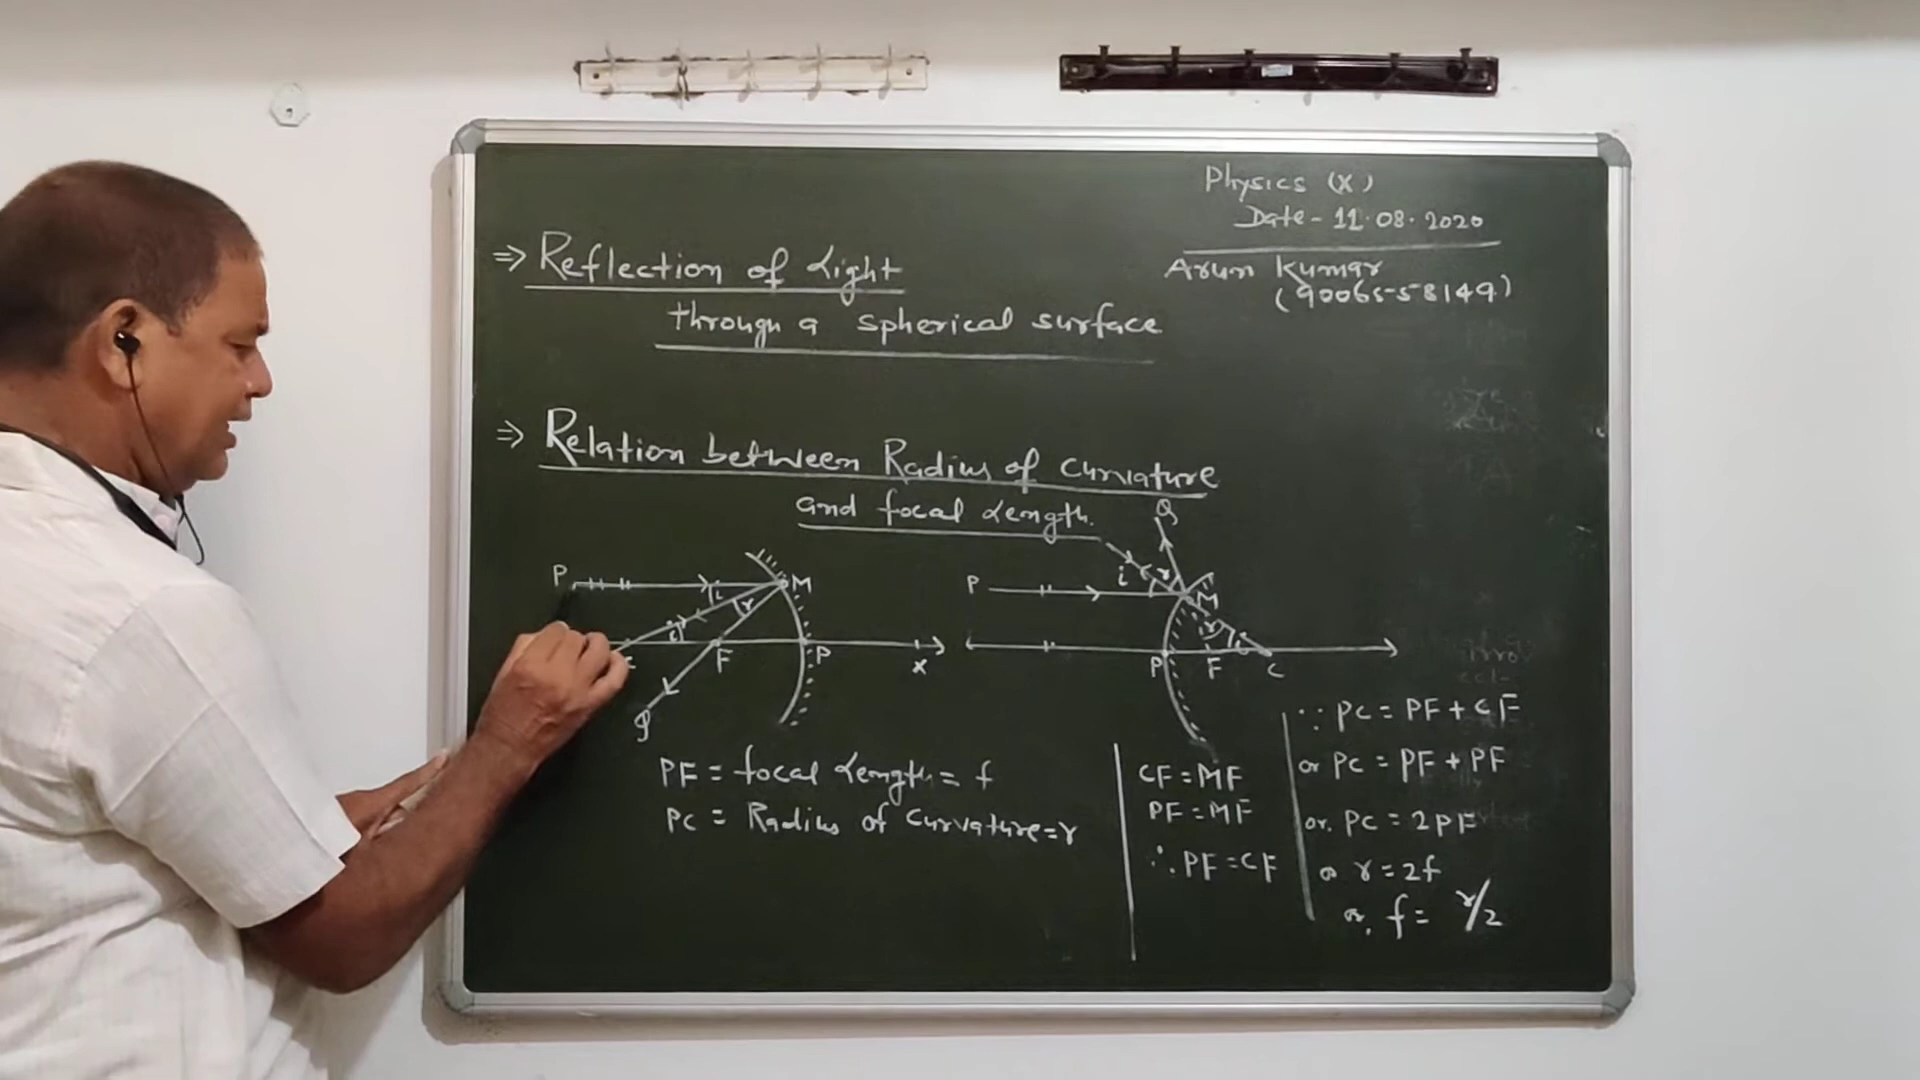 Physics (X)
Date - 11.08.2020
Arun Kumar
(9006558149)
⇒ Reflection of Light
through a spherical surface
⇒ Relation between Radius of Curvature
and focal Length.
P i M
r
i
C F P X
Q
Q
P i r M
r i
P F C
PF = focal Length = f
PC = Radius of Curvature = r
CF = MF
PF = MF
∴ PF = CF
∵ PC = PF + CF
or PC = PF + PF
or, PC = 2PF
or r = 2f
or, f = r/2